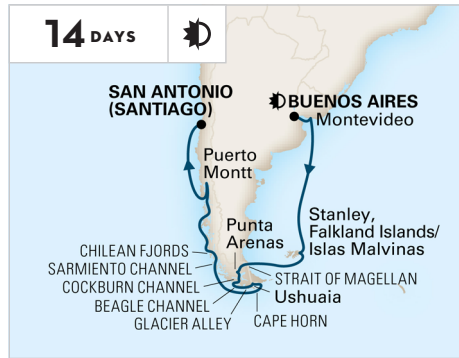 14 DAYS
SAN ANTONIO
(SANTIAGO)
BUENOS AIRES
Montevideo
Puerto
Montt
Punta
Arenas
Stanley,
Falkland Islands/
Islas Malvinas
CHILEAN FJORDS
SARMIENTO CHANNEL
COCKBURN CHANNEL
BEAGLE CHANNEL
GLACIER ALLEY
STRAIT OF MAGELLAN
Ushuaia
CAPE HORN